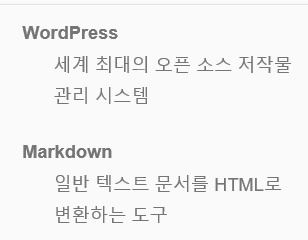 WordPress
세계 최대의 오픈 소스 저작물
관리 시스템
Markdown
일반 텍스트 문서를 HTML로
변환하는 도구